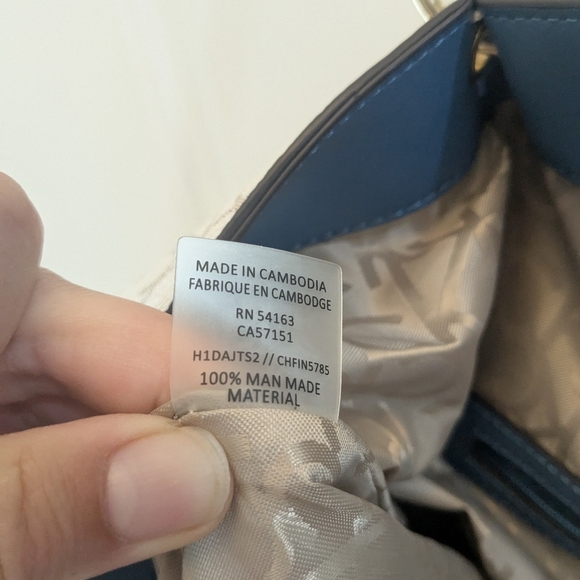 MADE IN CAMBODIA
FABRIQUE EN CAMBODGE
RN 54163
CA57151
H1DAJTS2 // CHFIN5785
100% MAN MADE
MATERIAL